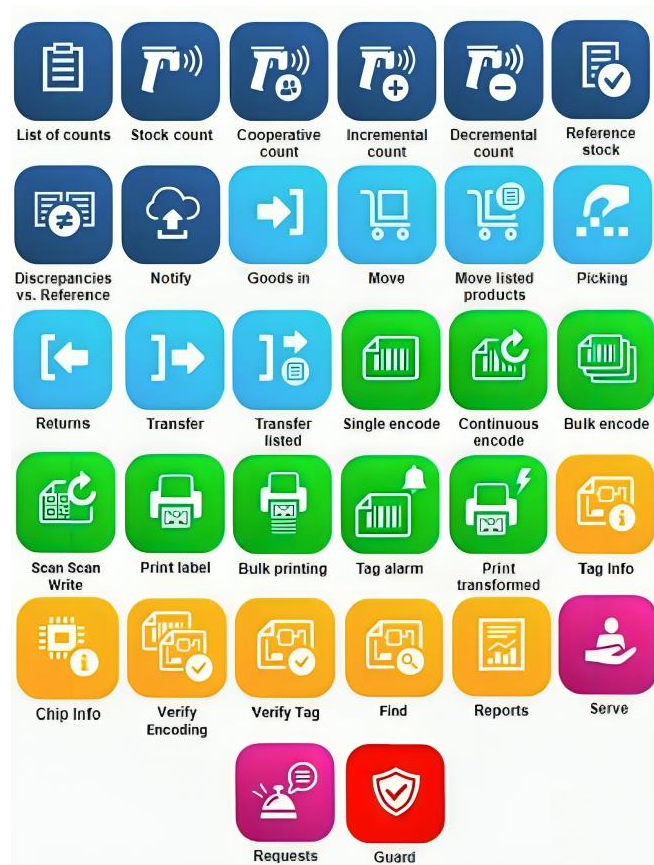 List of counts
Stock count
Cooperative
count
Incremental
count
Decremental
count
Reference
stock
Discrepancies
vs. Reference
Notify
Goods in
Move
Move listed
products
Picking
Returns
Transfer
Transfer
listed
Single encode
Continuous
encode
Bulk encode
Scan Scan
Write
Print label
Bulk printing
Tag alarm
Print
transformed
Tag Info
Chip Info
Verify
Encoding
Verify Tag
Find
Reports
Serve
Requests
Guard